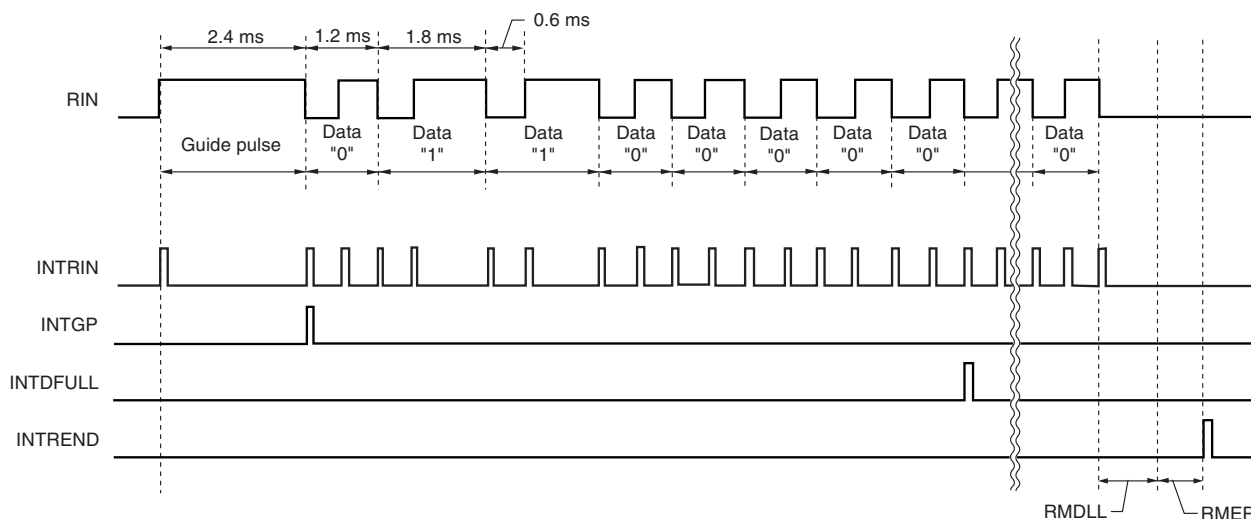 0.6 ms
2.4 ms 1.2 ms 1.8 ms
RIN
Guide pulse
Data "0"
Data "1"
Data "1"
Data "0"
Data "0"
Data "0"
Data "0"
Data "0"
Data "0"
INTRIN
INTGP
INTDFULL
INTREND
RMDLL
RMER